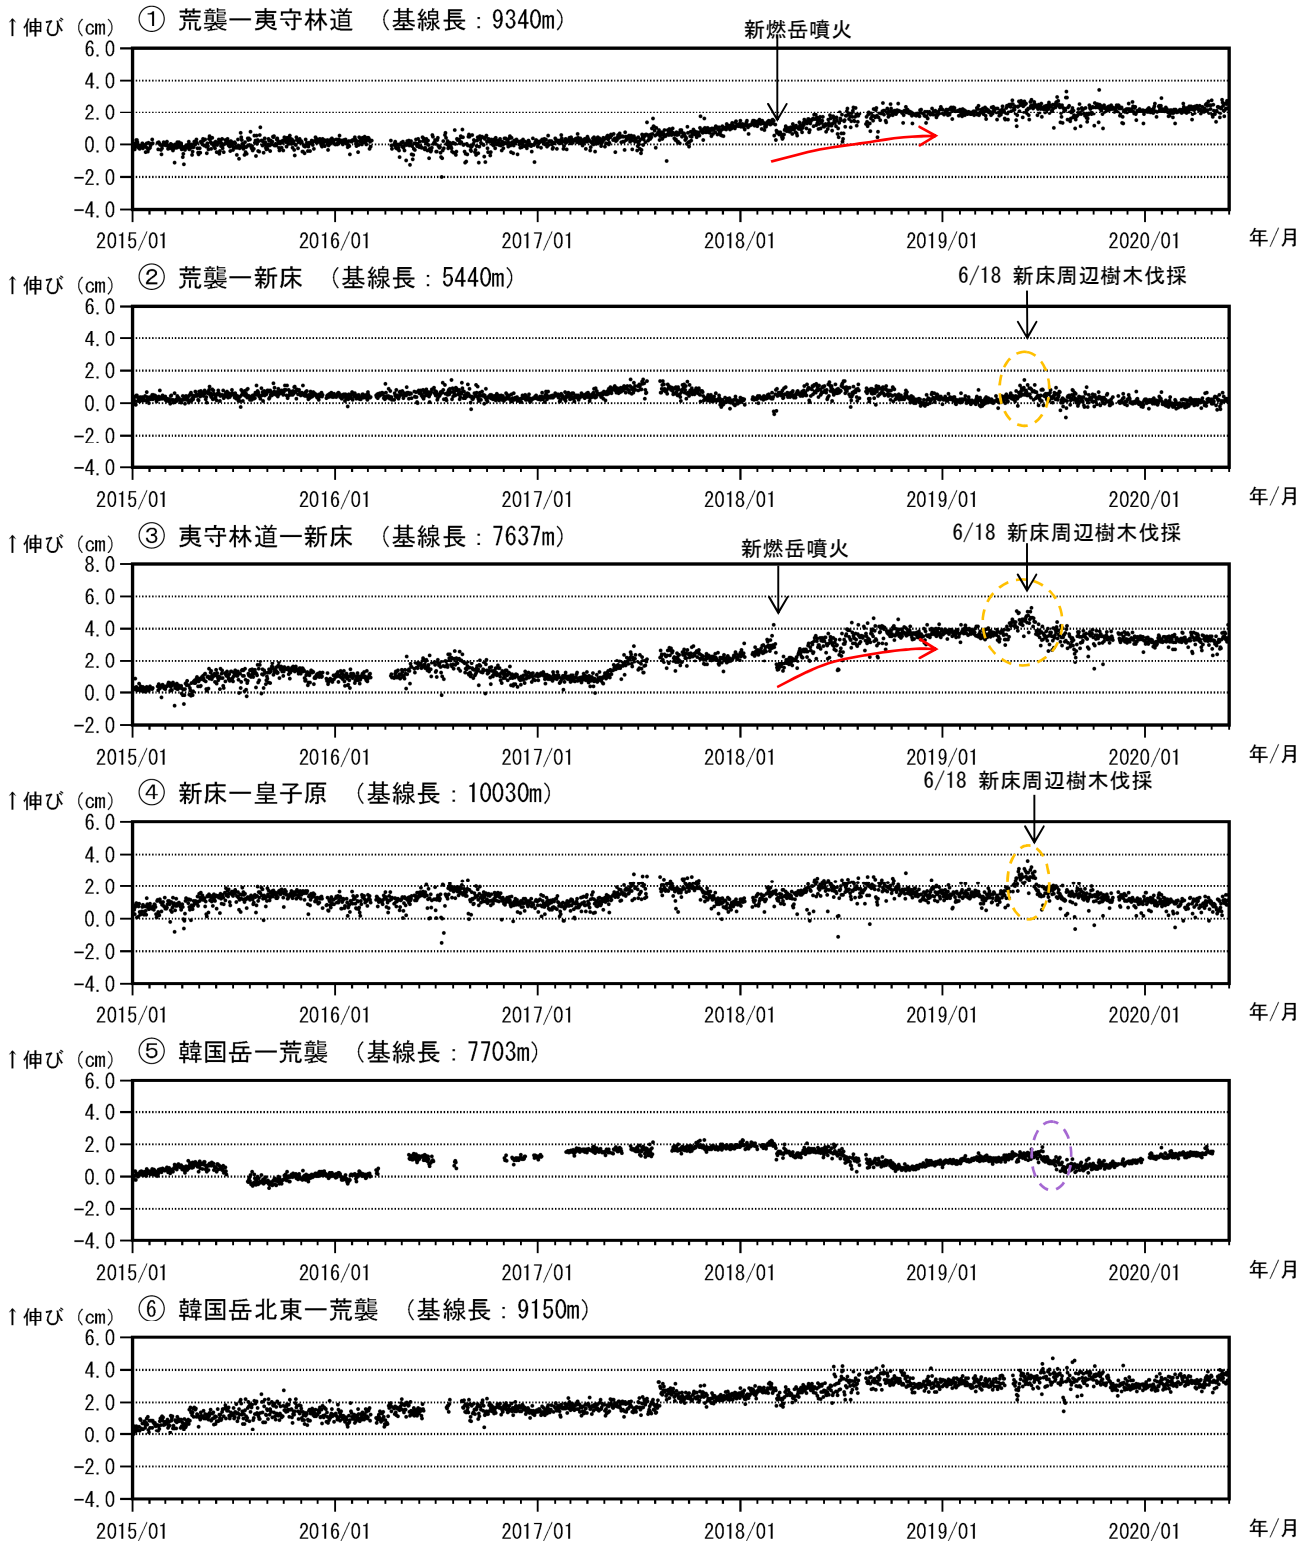 ① 荒襲―夷守林道 （基線長：9340m）
↑伸び（cm）
新燃岳噴火
6.0
4.0
2.0
0.0
-2.0
-4.0
2015/01 2016/01 2017/01 2018/01 2019/01 2020/01 年/月
② 荒襲―新床 （基線長：5440m）
↑伸び（cm）
6/18 新床周辺樹木伐採
6.0
4.0
2.0
0.0
-2.0
-4.0
2015/01 2016/01 2017/01 2018/01 2019/01 2020/01 年/月
③ 夷守林道―新床 （基線長：7637m）
↑伸び（cm）
新燃岳噴火
6/18 新床周辺樹木伐採
8.0
6.0
4.0
2.0
0.0
-2.0
2015/01 2016/01 2017/01 2018/01 2019/01 2020/01 年/月
④ 新床―皇子原 （基線長：10030m）
↑伸び（cm）
6/18 新床周辺樹木伐採
6.0
4.0
2.0
0.0
-2.0
-4.0
2015/01 2016/01 2017/01 2018/01 2019/01 2020/01 年/月
⑤ 韓国岳―荒襲 （基線長：7703m）
↑伸び（cm）
6.0
4.0
2.0
0.0
-2.0
-4.0
2015/01 2016/01 2017/01 2018/01 2019/01 2020/01 年/月
⑥ 韓国岳北東―荒襲 （基線長：9150m）
↑伸び（cm）
6.0
4.0
2.0
0.0
-2.0
-4.0
2015/01 2016/01 2017/01 2018/01 2019/01 2020/01 年/月